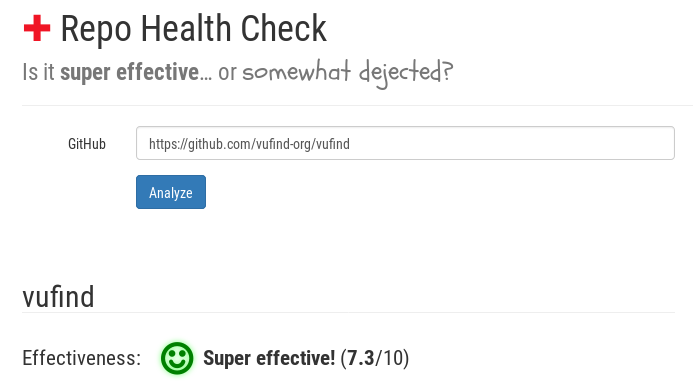 Repo Health Check
Is it super effective... or somewhat dejected?
GitHub
https://github.com/vufind-org/vufind
Analyze
vufind
Effectiveness: Super effective! (7.3/10)